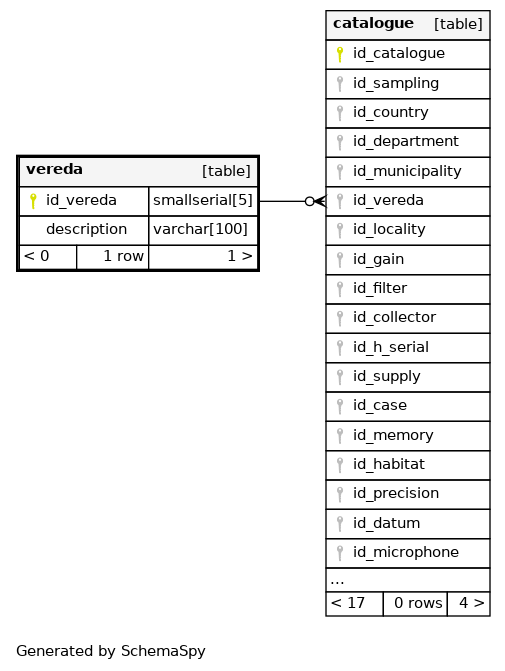 vereda [table]
id_vereda smallserial[5]
description varchar[100]
< 0 1 row 1 >
catalogue [table]
id_catalogue
id_sampling
id_country
id_department
id_municipality
id_vereda
id_locality
id_gain
id_filter
id_collector
id_h_serial
id_supply
id_case
id_memory
id_habitat
id_precision
id_datum
id_microphone
...
< 17 0 rows 4 >
Generated by SchemaSpy